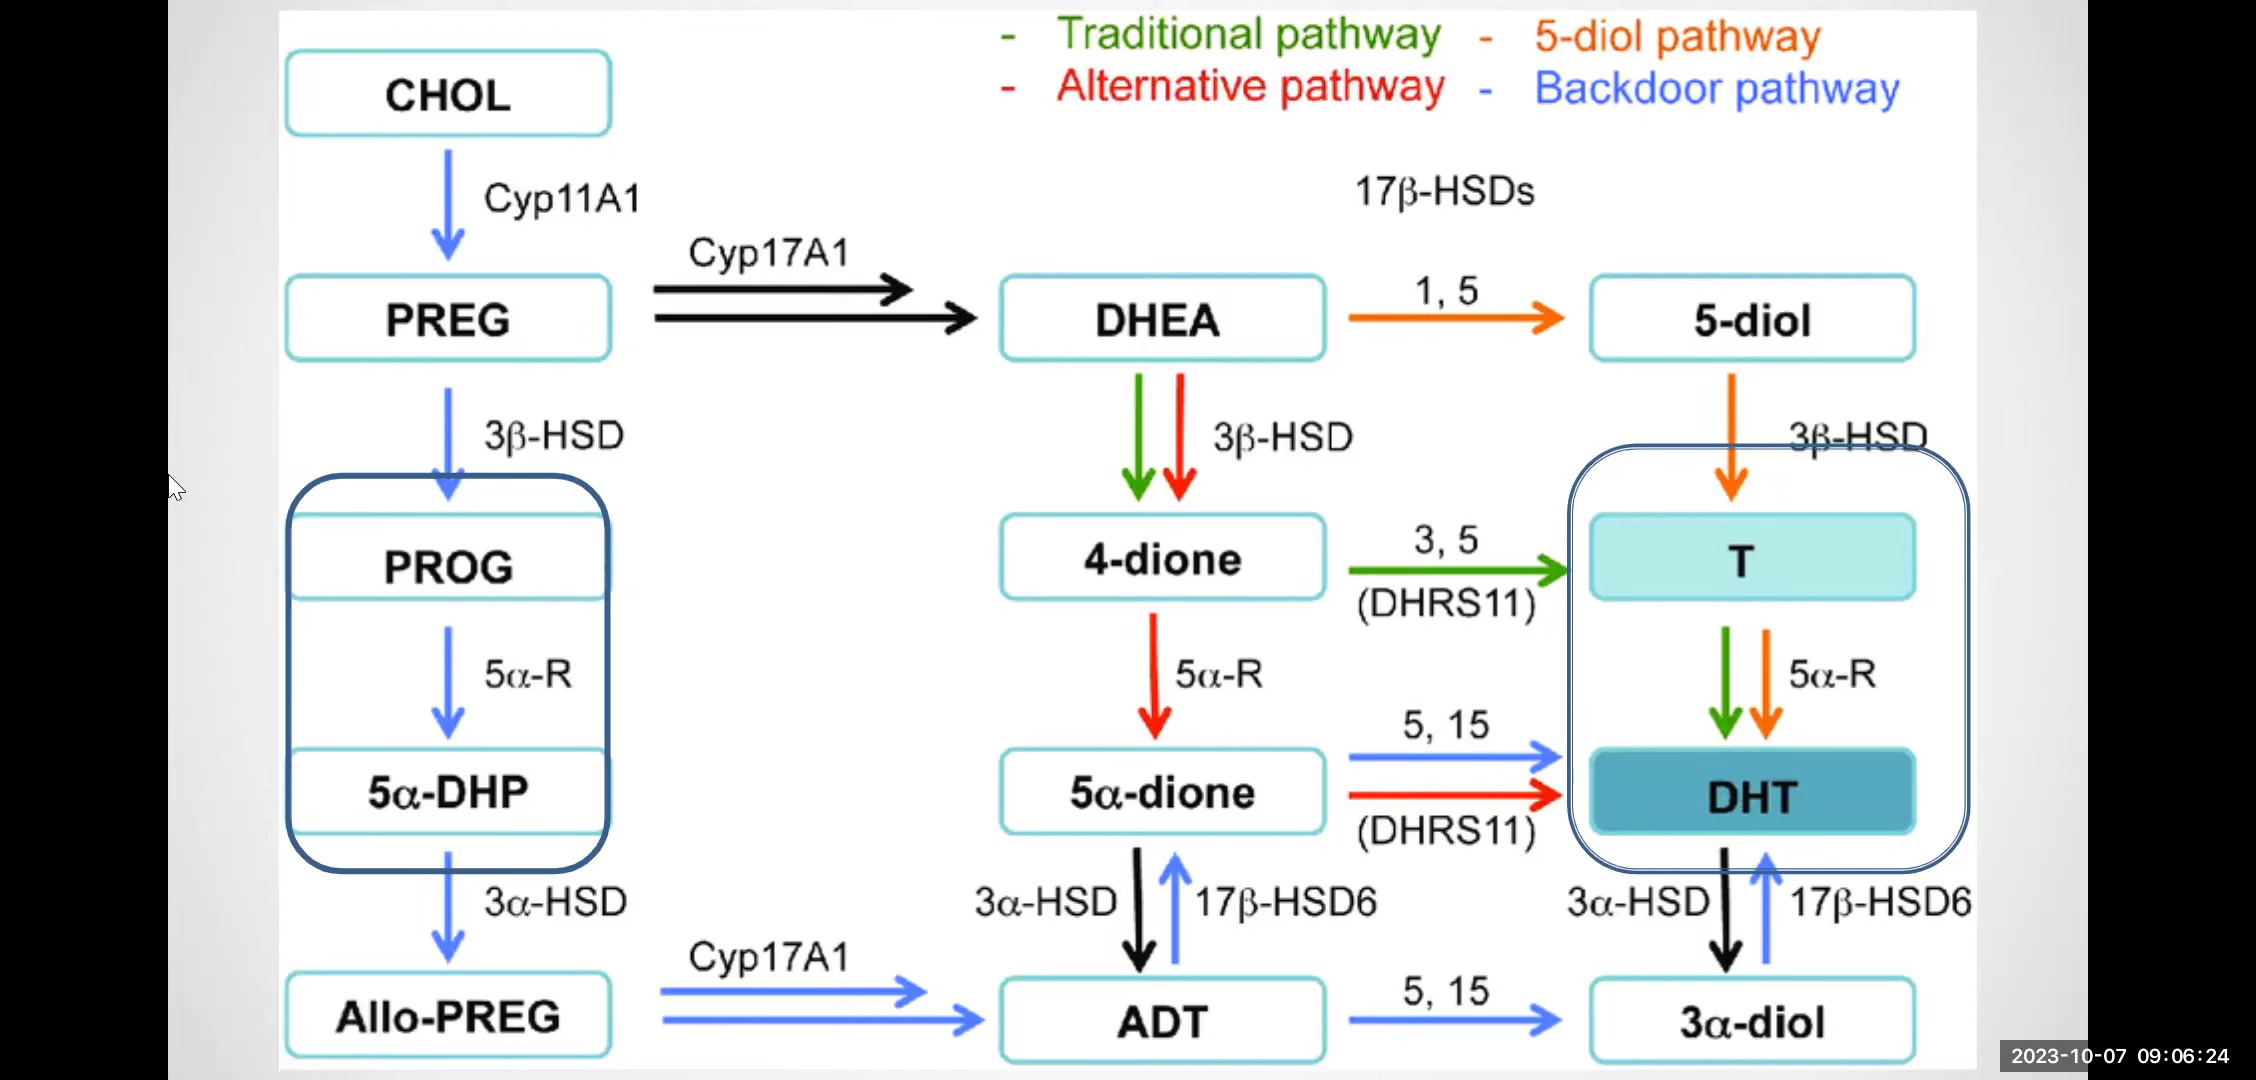 - Traditional pathway - 5-diol pathway
- Alternative pathway - Backdoor pathway
CHOL
Cyp11A1
17β-HSDs
Cyp17A1
1, 5
PREG
DHEA
5-diol
3β-HSD
3β-HSD
3β-HSD
3, 5
PROG
4-dione
T
(DHRS11)
5α-R
5α-R
5α-R
5, 15
5α-DHP
5α-dione
DHT
(DHRS11)
3α-HSD
3α-HSD
17β-HSD6
3α-HSD
17β-HSD6
Cyp17A1
5, 15
Allo-PREG
ADT
3α-diol
2023-10-07 09:06:24